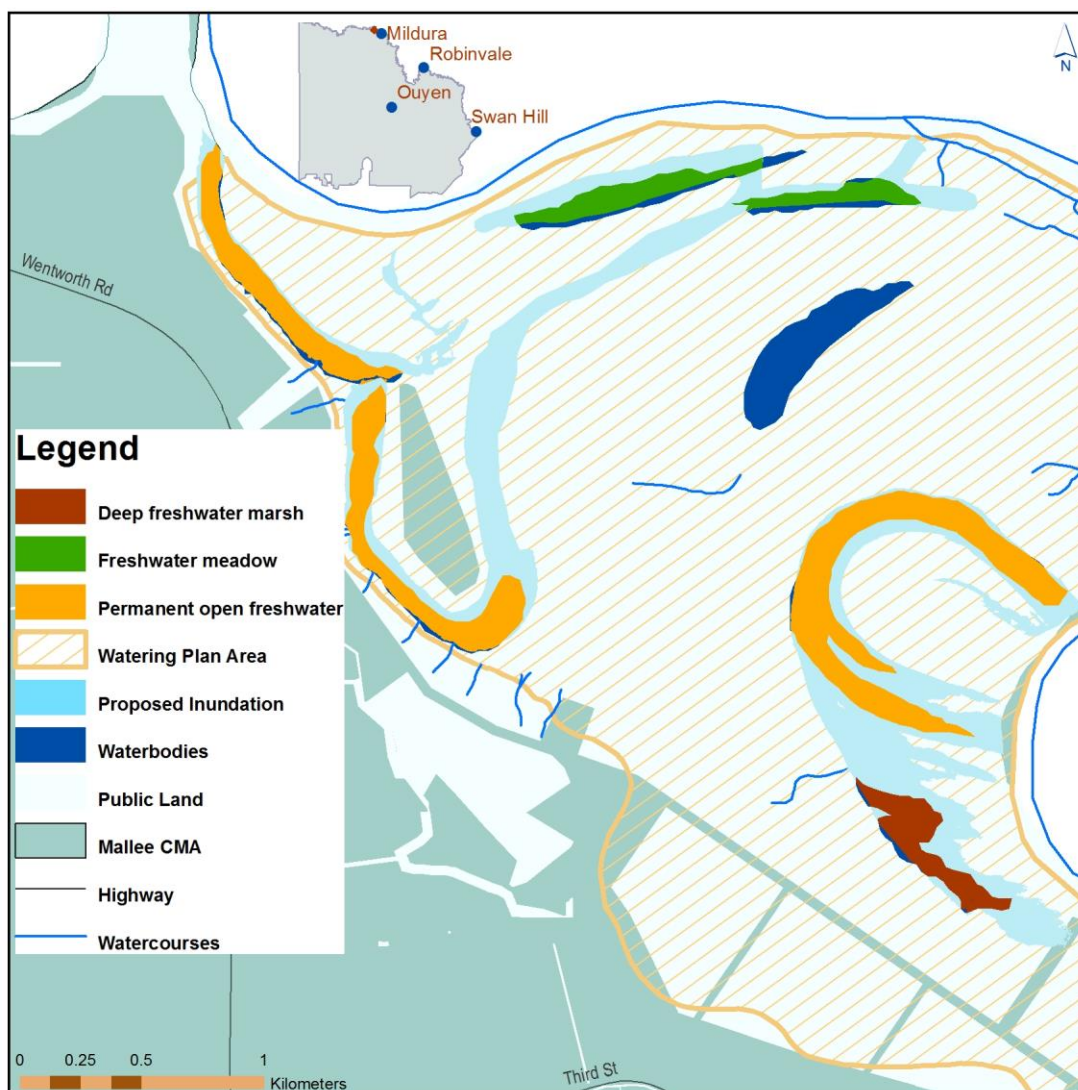 Mildura
Robinvale
Ouyen
Swan Hill
N
Wentworth Rd
Legend
Deep freshwater marsh
Freshwater meadow
Permanent open freshwater
Watering Plan Area
Proposed Inundation
Waterbodies
Public Land
Mallee CMA
Highway
Watercourses
0 0.25 0.5 1
Kilometers
Third St